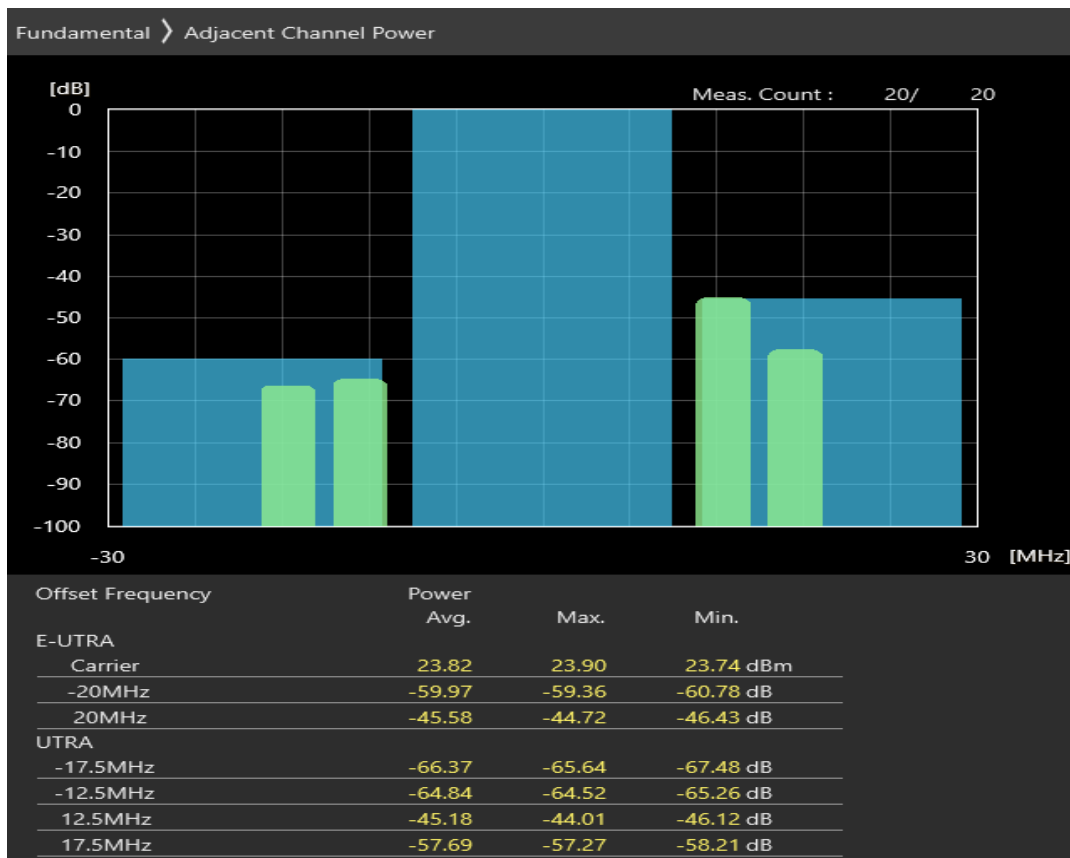 Fundamental 〉 Adjacent Channel Power
[dB]
Meas. Count : 20/ 20
0
-10
-20
-30
-40
-50
-60
-70
-80
-90
-100
-30 30 [MHz]
Offset Frequency Power
Avg. Max. Min.
E-UTRA
Carrier 23.82 23.90 23.74 dBm
-20MHz -59.97 -59.36 -60.78 dB
20MHz -45.58 -44.72 -46.43 dB
UTRA
-17.5MHz -66.37 -65.64 -67.48 dB
-12.5MHz -64.84 -64.52 -65.26 dB
12.5MHz -45.18 -44.01 -46.12 dB
17.5MHz -57.69 -57.27 -58.21 dB